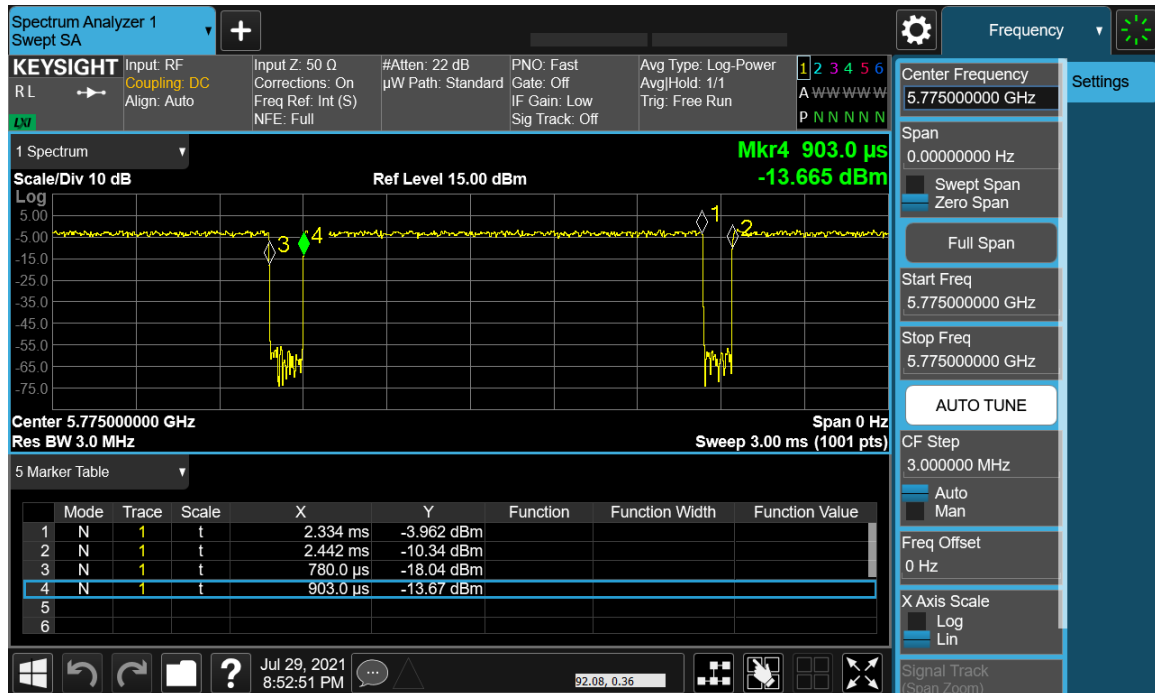 Spectrum Analyzer 1
Swept SA
Frequency
KEYSIGHT
RL
LXI
Input: RF
Coupling: DC
Align: Auto
Input Z: 50 Ω
Corrections: On
Freq Ref: Int (S)
NFE: Full
#Atten: 22 dB
µW Path: Standard
PNO: Fast
Gate: Off
IF Gain: Low
Sig Track: Off
Avg Type: Log-Power
Avg|Hold: 1/1
Trig: Free Run
1 2 3 4 5 6
A W W W W W
P N N N N N
1 Spectrum
Scale/Div 10 dB
Ref Level 15.00 dBm
Mkr4 903.0 µs
-13.665 dBm
Log
5.00
-5.00
-15.0
-25.0
-35.0
-45.0
-55.0
-65.0
-75.0
3
4
1
2
Center 5.775000000 GHz
Span 0 Hz
Res BW 3.0 MHz
Sweep 3.00 ms (1001 pts)
5 Marker Table
Mode Trace Scale X Y Function Function Width Function Value
1 N 1 t 2.334 ms -3.962 dBm
2 N 1 t 2.442 ms -10.34 dBm
3 N 1 t 780.0 µs -18.04 dBm
4 N 1 t 903.0 µs -13.67 dBm
5
6
Jul 29, 2021
8:52:51 PM
92.08, 0.36
Center Frequency
5.775000000 GHz
Settings
Span
0.00000000 Hz
Swept Span
Zero Span
Full Span
Start Freq
5.775000000 GHz
Stop Freq
5.775000000 GHz
AUTO TUNE
CF Step
3.000000 MHz
Auto
Man
Freq Offset
0 Hz
X Axis Scale
Log
Lin
Signal Track
(Span Zoom)